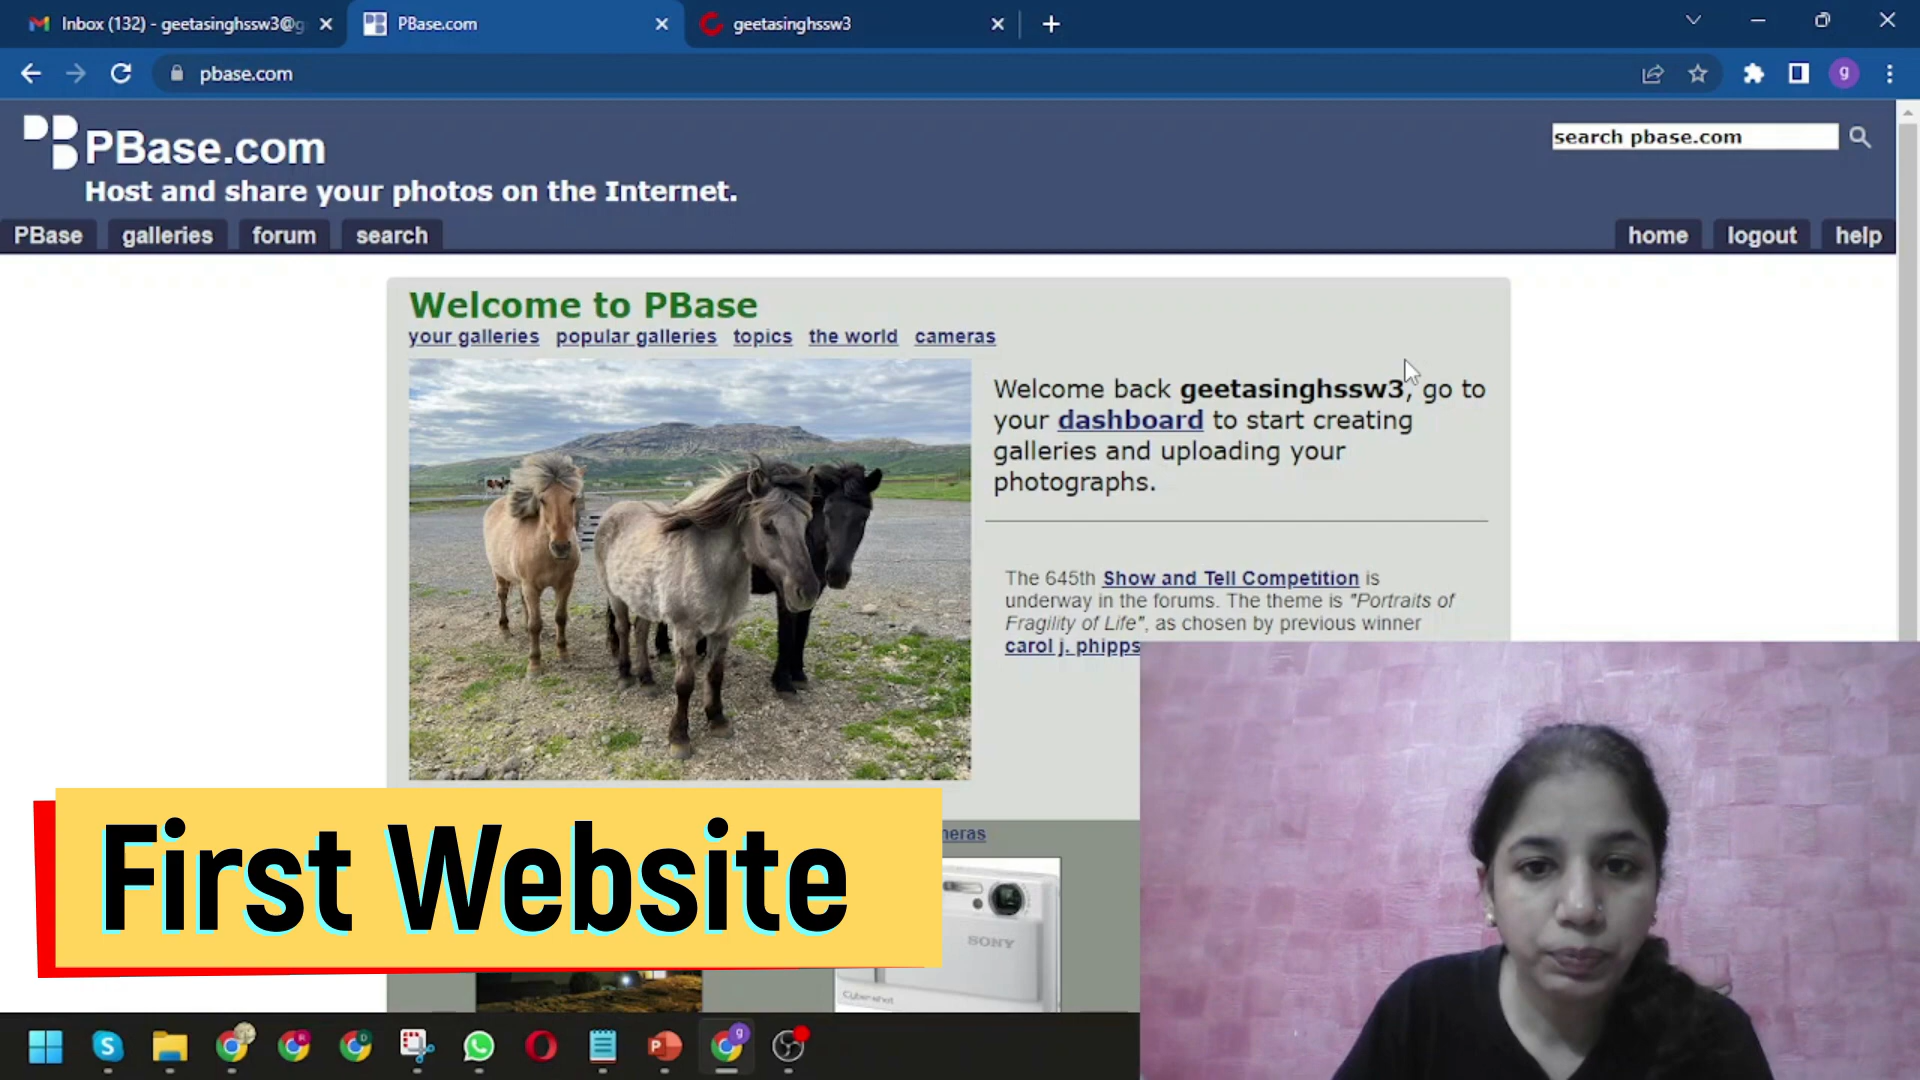 Inbox (132) - geetasinghssw3@g
PBase.com
geetasinghssw3
pbase.com
g
PBase.com
search pbase.com
Host and share your photos on the Internet.
PBase galleries forum search home logout help
Welcome to PBase
your galleries popular galleries topics the world cameras
Welcome back geetasinghssw3, go to
your dashboard to start creating
galleries and uploading your
photographs.
The 645th Show and Tell Competition is
underway in the forums. The theme is "Portraits of
Fragility of Life", as chosen by previous winner
carol j. phipps
First Website
SONY
Cyber-shot